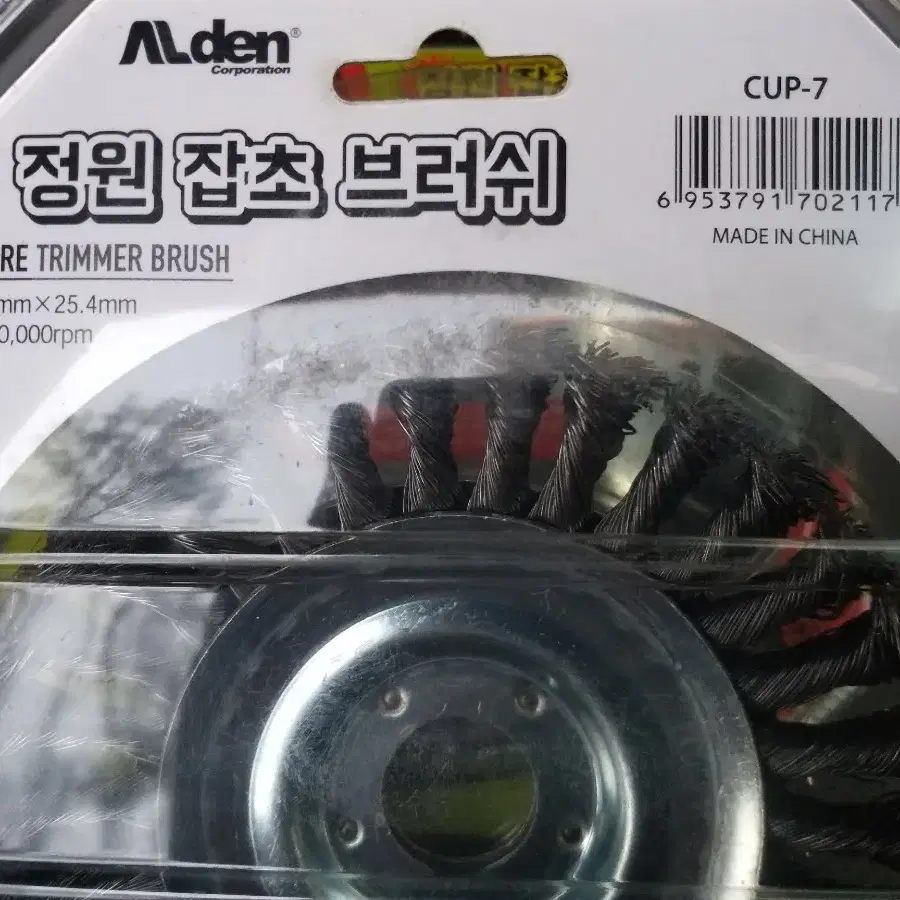 ALden®
Corporation
CUP-7
정원 잡초 브러쉬
6 953791 702117
MADE IN CHINA
RE TRIMMER BRUSH
mm×25.4mm
0,000rpm